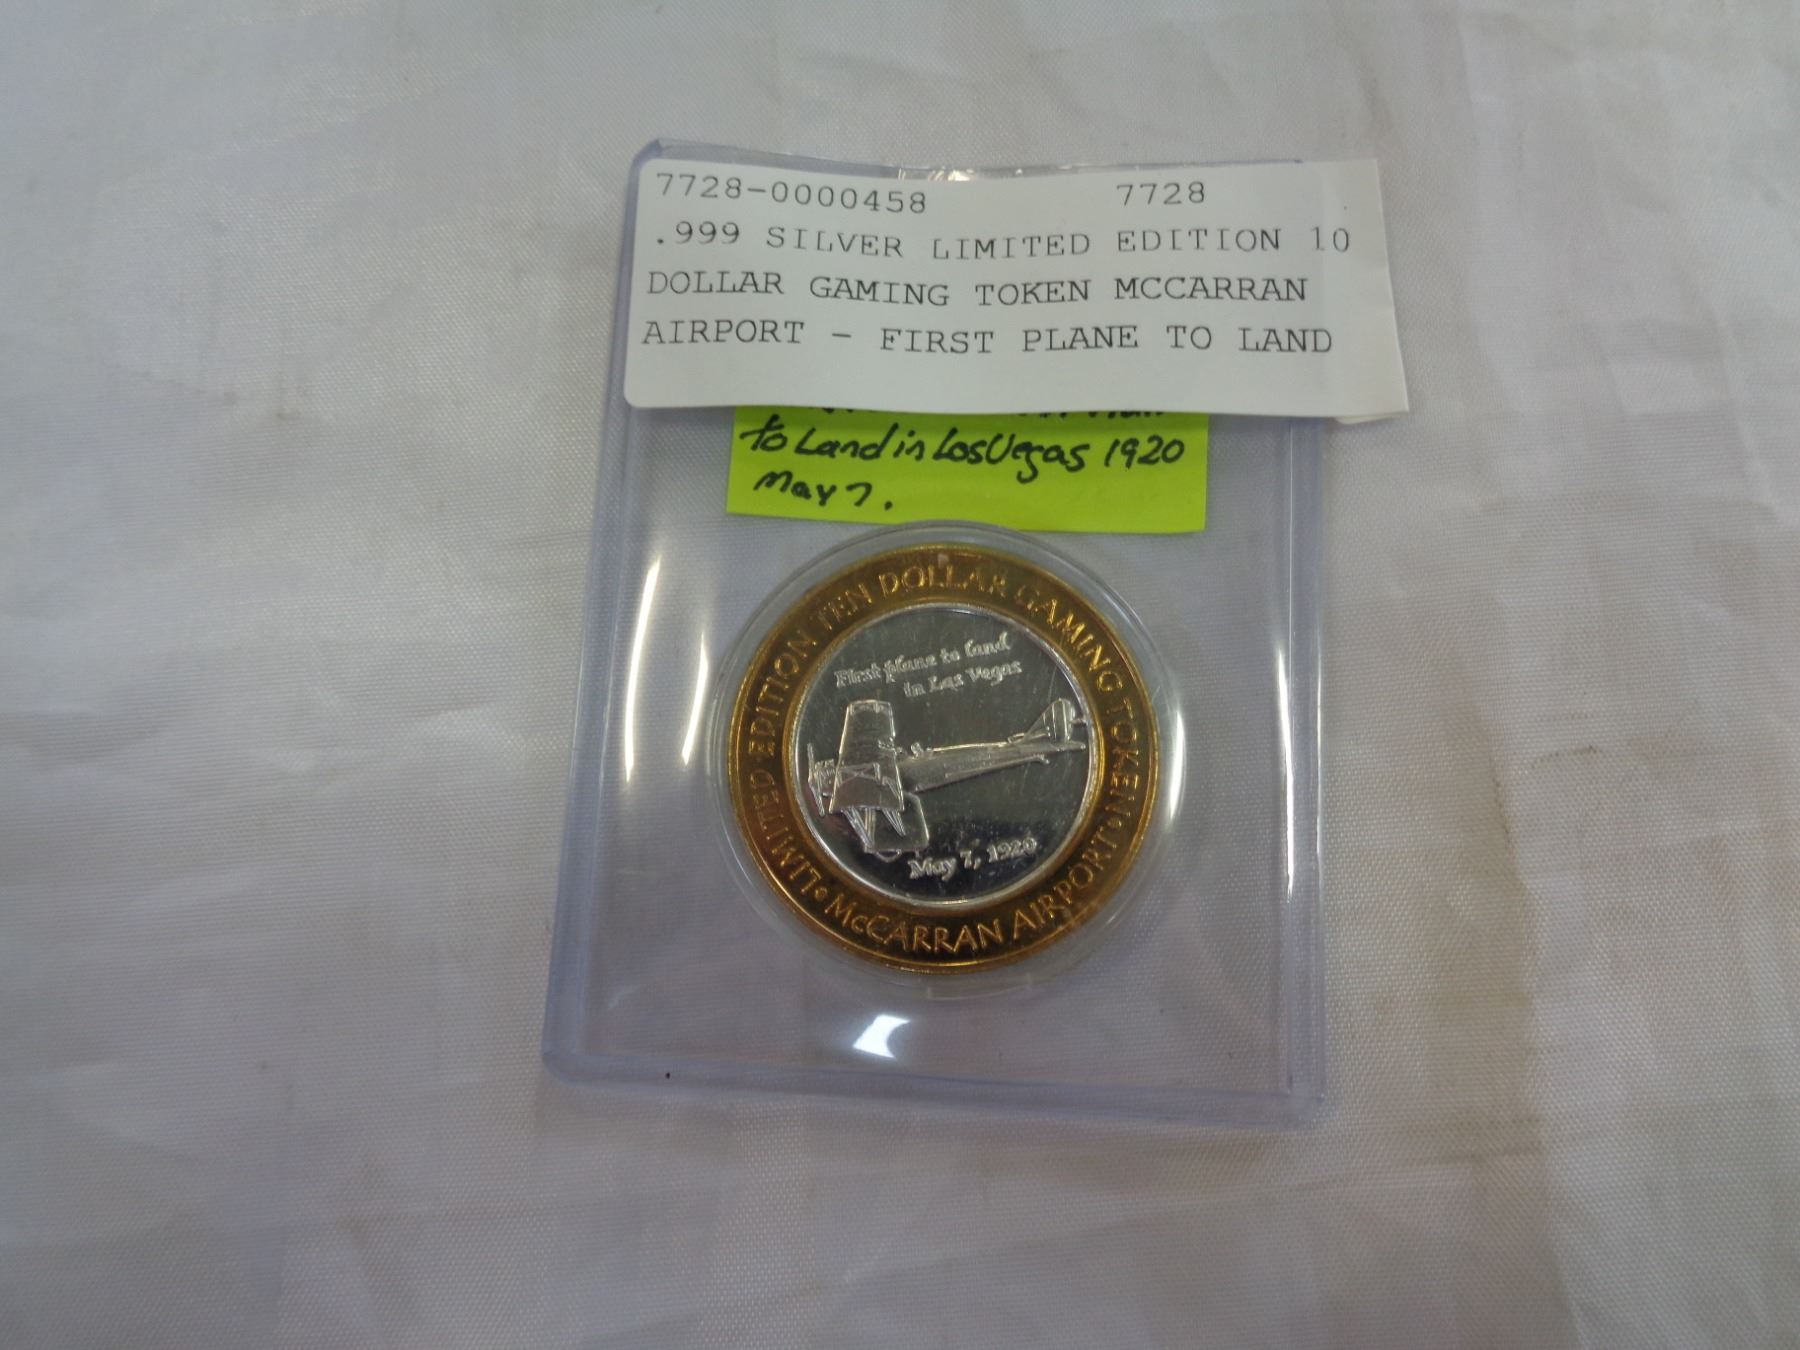 7728-0000458 7728
.999 SILVER LIMITED EDITION 10
DOLLAR GAMING TOKEN MCCARRAN
AIRPORT - FIRST PLANE TO LAND
to Land in Las Vegas 1920
May 7.
LIMITED EDITION TEN DOLLAR GAMING TOKEN
First plane to land
in Las Vegas
May 7, 1920
McCARRAN AIRPORT